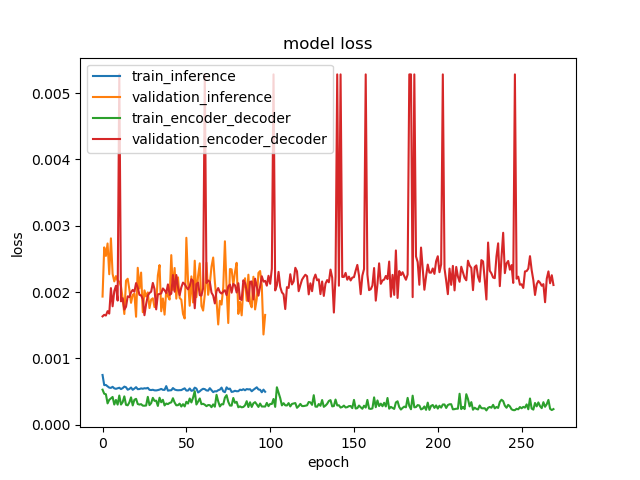 model loss
train_inference
validation_inference
train_encoder_decoder
validation_encoder_decoder
0.005
0.004
0.003
0.002
0.001
0.000
loss
0 50 100 150 200 250
epoch